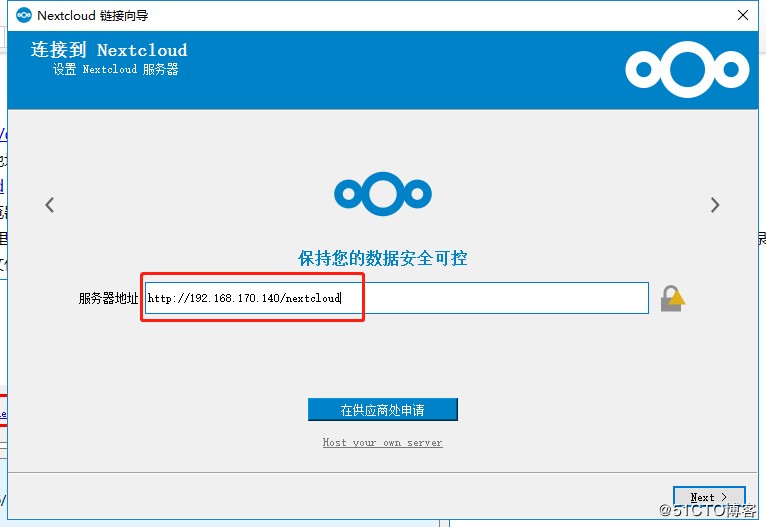 Nextcloud 链接向导
连接到 Nextcloud
设置 Nextcloud 服务器
保持您的数据安全可控
服务器地址 http://192.168.170.140/nextcloud
在供应商处申请
Host your own server
Next >
@51CTO博客